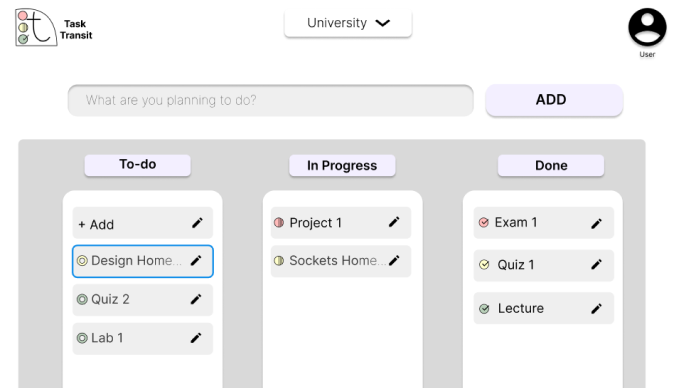 Task
Transit
University
User
What are you planning to do?
ADD
To-do
In Progress
Done
+ Add
Project 1
Exam 1
Design Home...
Sockets Home...
Quiz 1
Quiz 2
Lecture
Lab 1